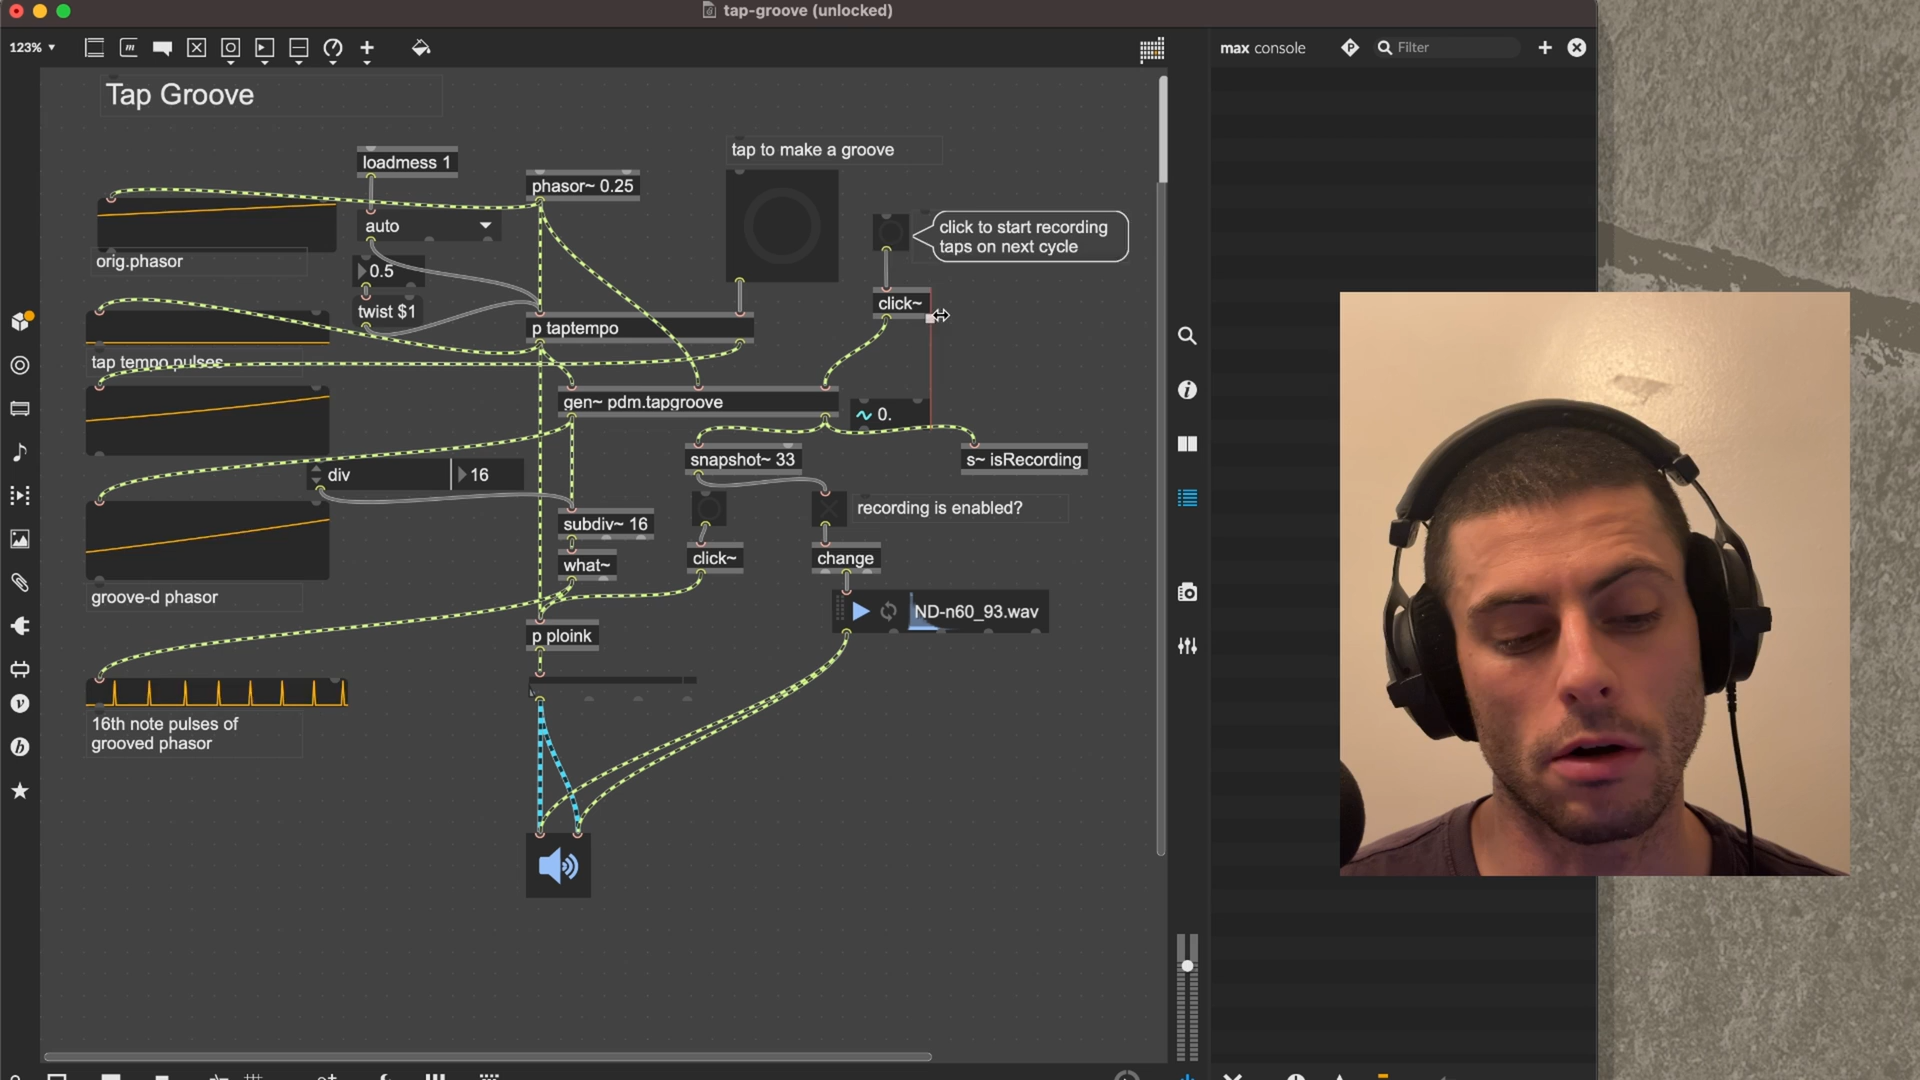 tap-groove (unlocked)
123%
max console
Filter
Tap Groove
tap to make a groove
loadmess 1
phasor~ 0.25
auto
click to start recording
taps on next cycle
orig.phasor
0.5
click~
twist $1
p taptempo
tap tempo pulses
gen~ pdm.tapgroove
0.
snapshot~ 33
s~ isRecording
div
16
recording is enabled?
subdiv~ 16
click~
change
what~
groove-d phasor
ND-n60_93.wav
p ploink
16th note pulses of
grooved phasor